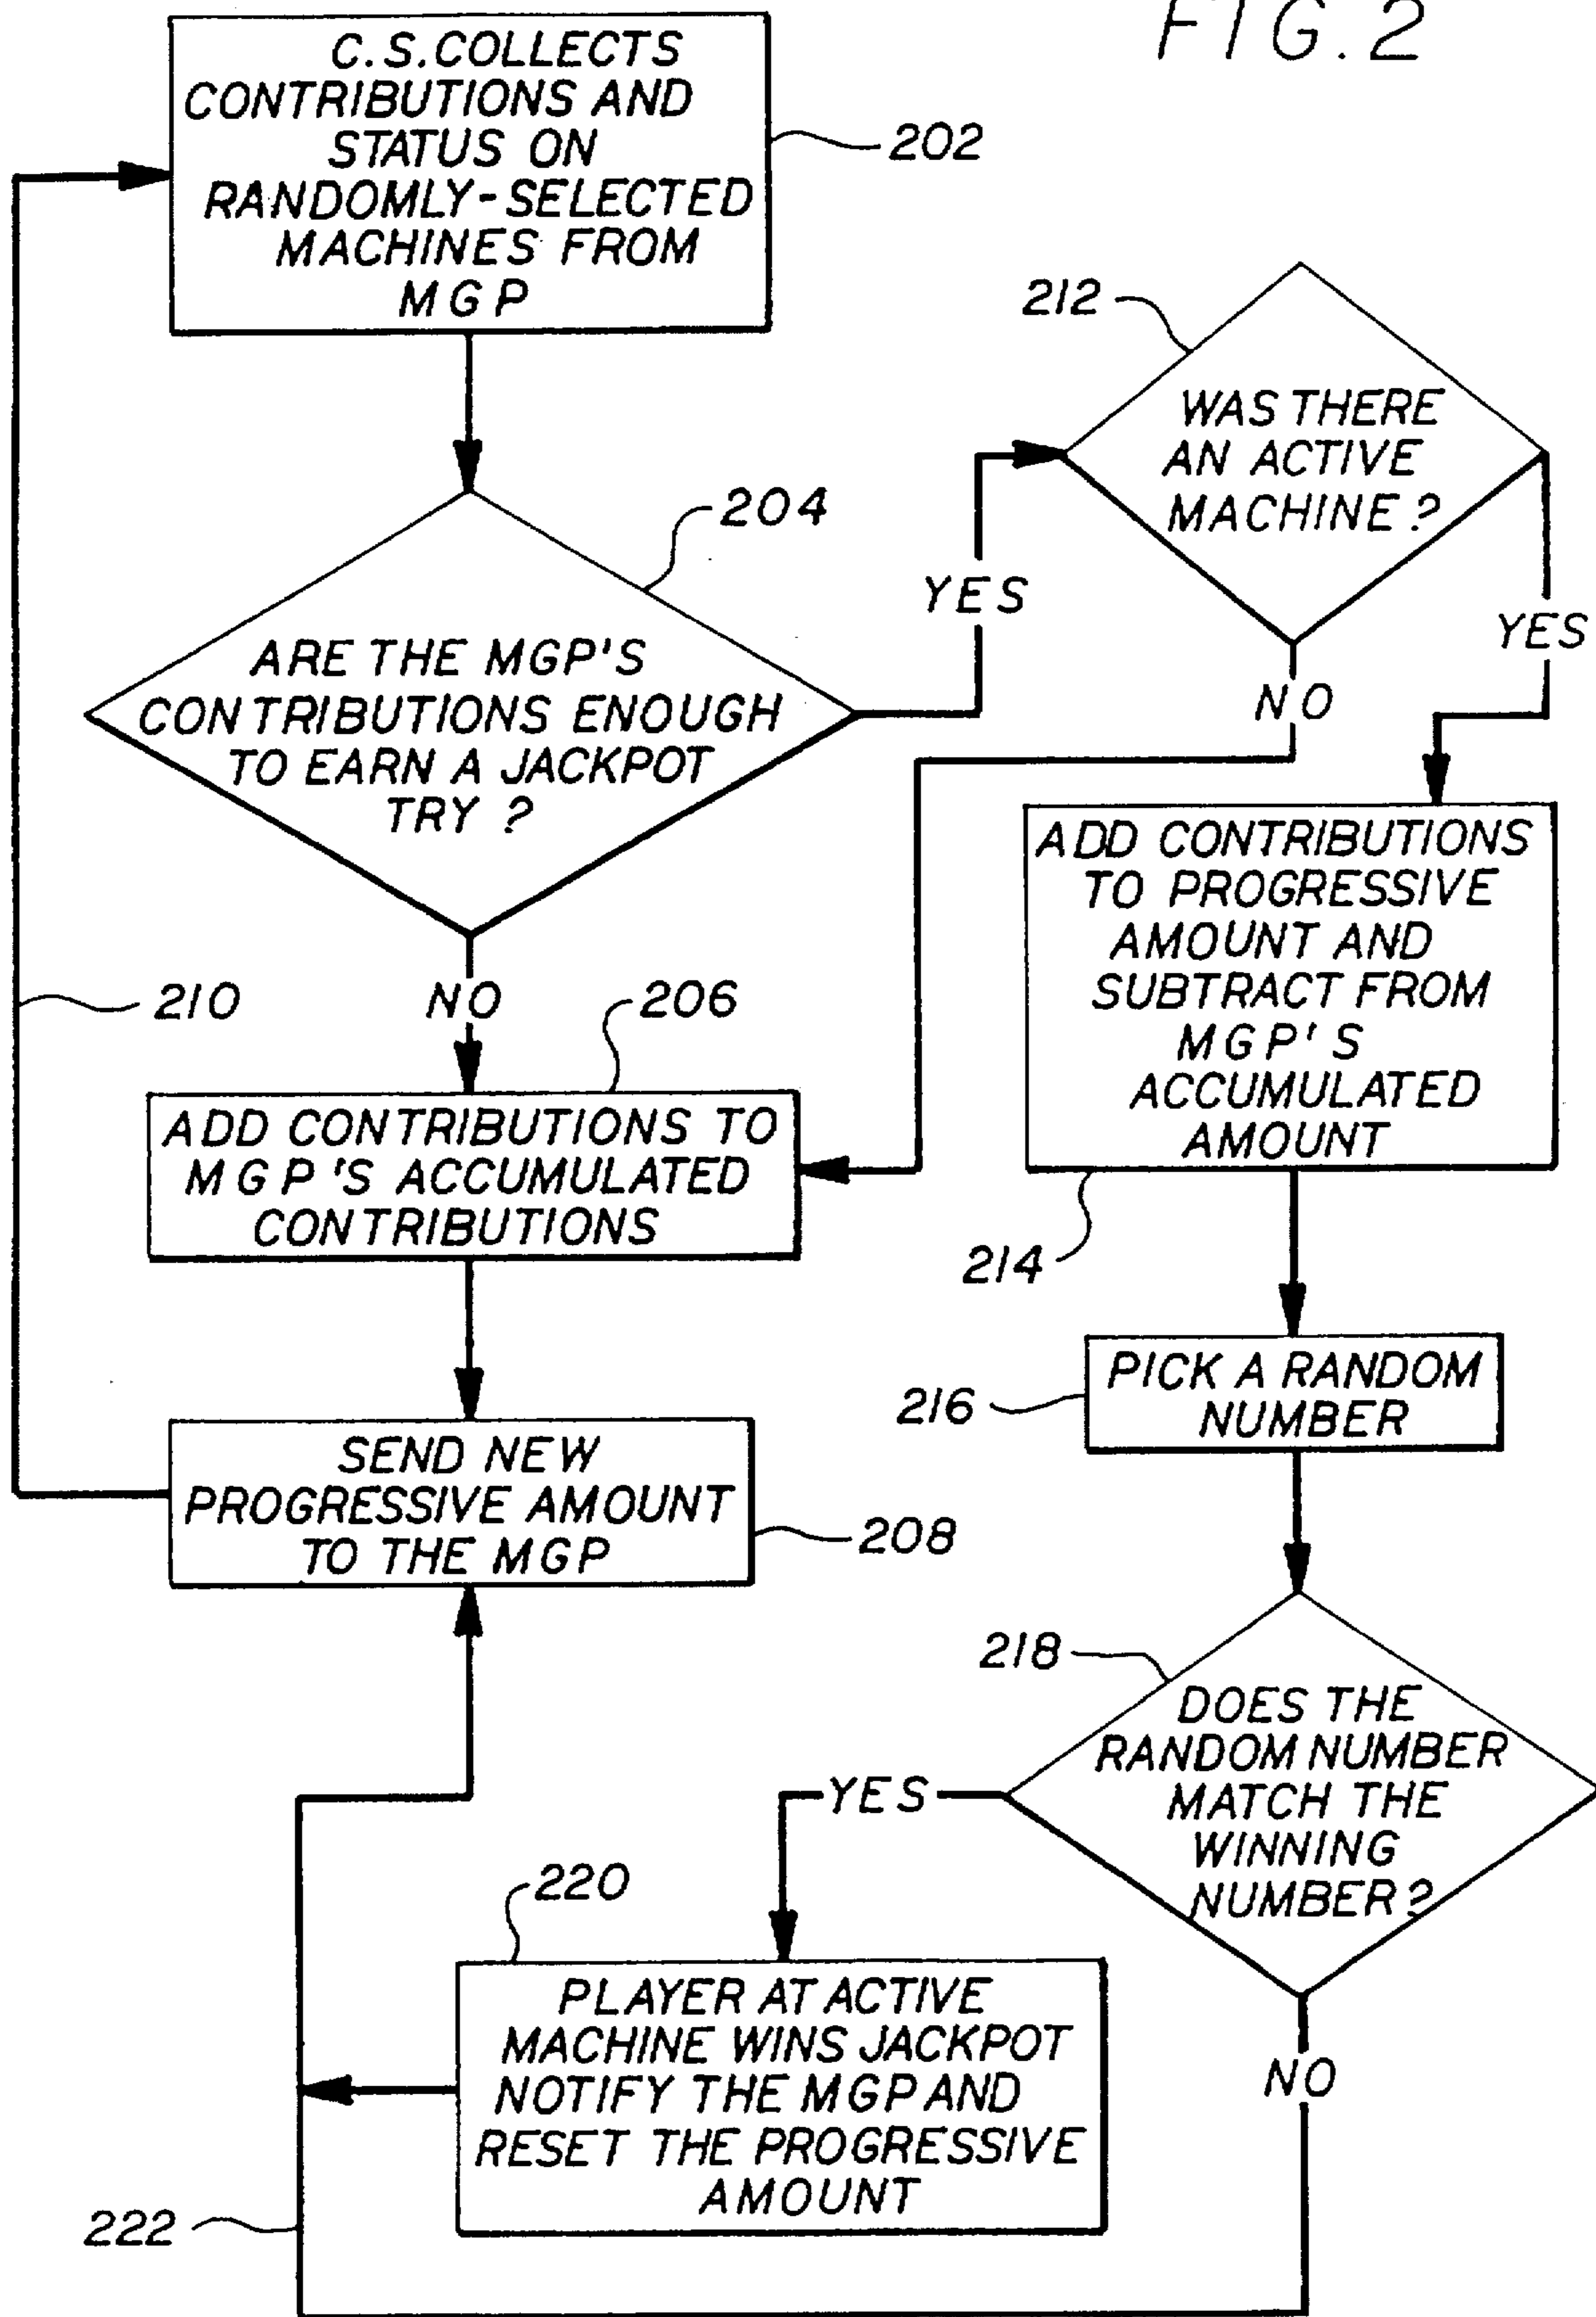 FIG. 2
C.S. COLLECTS
CONTRIBUTIONS AND
STATUS ON
RANDOMLY-SELECTED
MACHINES FROM
MGP
202
204
ARE THE MGP'S
CONTRIBUTIONS ENOUGH
TO EARN A JACKPOT
TRY?
YES
NO
212
WAS THERE
AN ACTIVE
MACHINE?
YES
NO
210
206
ADD CONTRIBUTIONS TO
MGP'S ACCUMULATED
CONTRIBUTIONS
ADD CONTRIBUTIONS
TO PROGRESSIVE
AMOUNT AND
SUBTRACT FROM
MGP'S
ACCUMULATED
AMOUNT
214
SEND NEW
PROGRESSIVE AMOUNT
TO THE MGP
208
216
PICK A RANDOM
NUMBER
218
DOES THE
RANDOM NUMBER
MATCH THE
WINNING
NUMBER?
YES
NO
220
PLAYER AT ACTIVE
MACHINE WINS JACKPOT
NOTIFY THE MGP AND
RESET THE PROGRESSIVE
AMOUNT
222